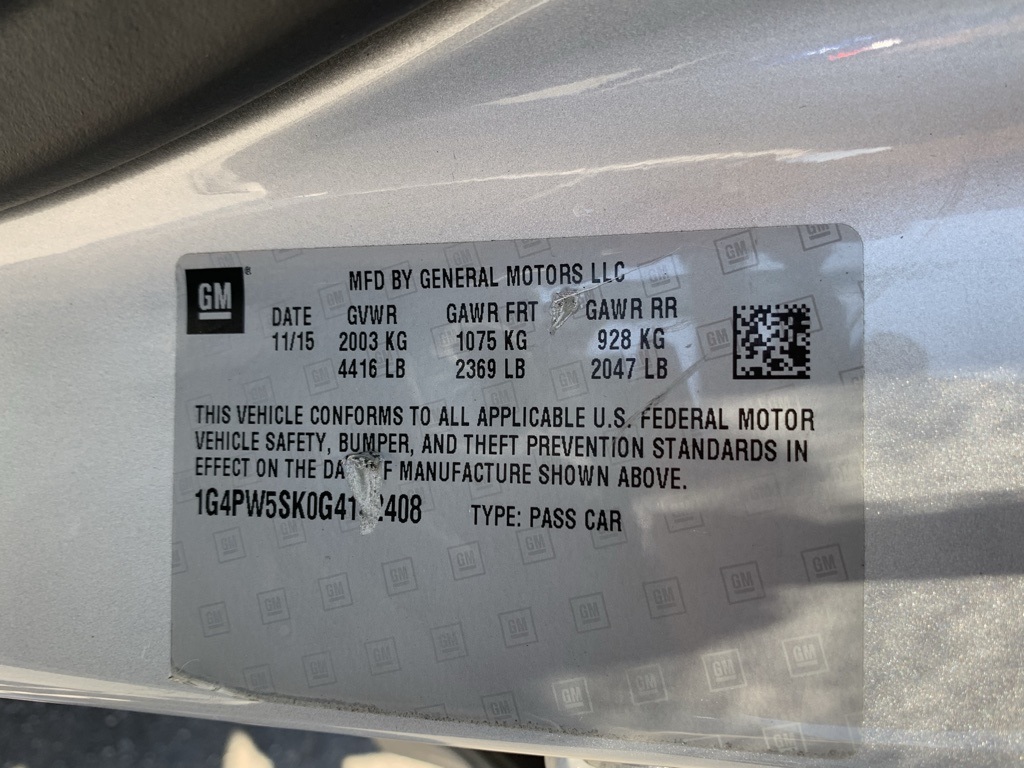 GM
MFD BY GENERAL MOTORS LLC
DATE GVWR GAWR FRT GAWR RR
11/15 2003 KG 1075 KG 928 KG
4416 LB 2369 LB 2047 LB
THIS VEHICLE CONFORMS TO ALL APPLICABLE U.S. FEDERAL MOTOR
VEHICLE SAFETY, BUMPER, AND THEFT PREVENTION STANDARDS IN
EFFECT ON THE MANUFACTURE SHOWN ABOVE.
TYPE: PASS CAR